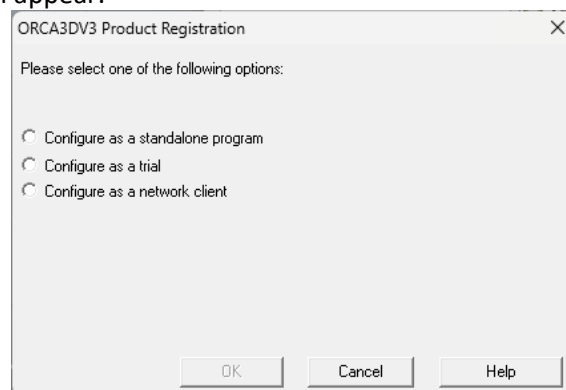 appear.
ORCA3DV3 Product Registration
Please select one of the following options:
Configure as a standalone program
Configure as a trial
Configure as a network client
OK
Cancel
Help